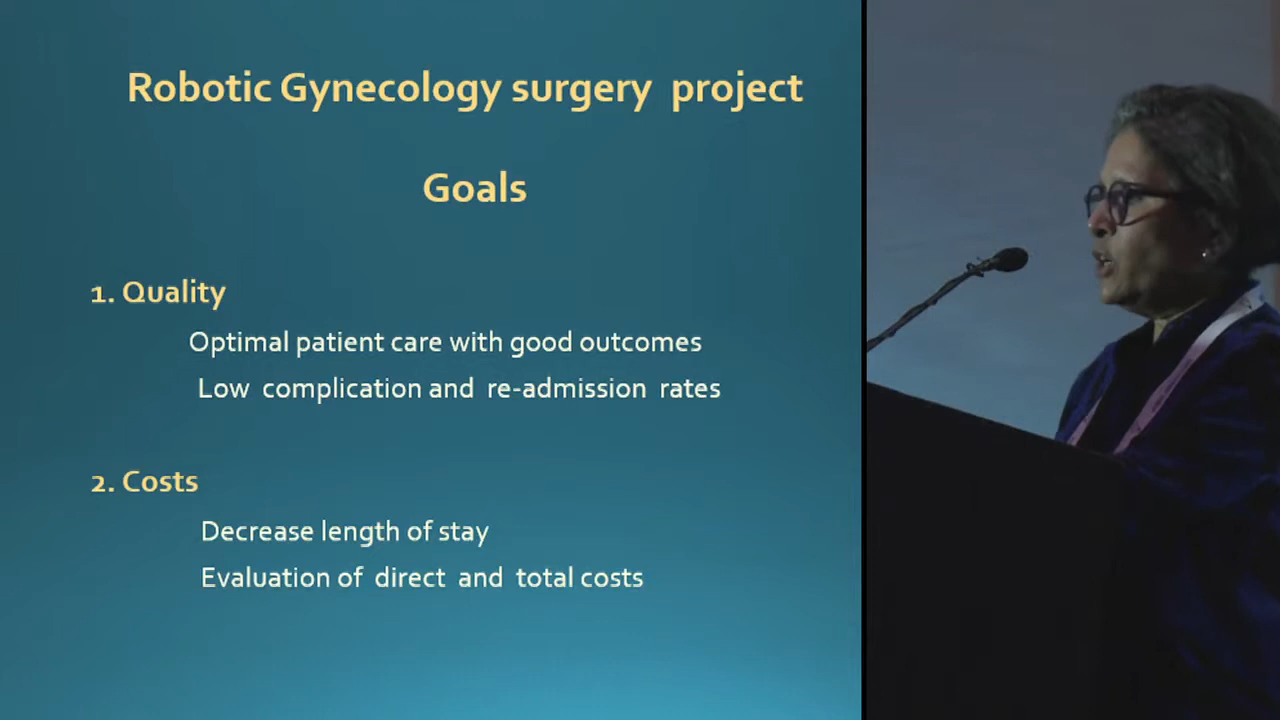 Robotic Gynecology surgery project
Goals
1. Quality
Optimal patient care with good outcomes
Low complication and re-admission rates
2. Costs
Decrease length of stay
Evaluation of direct and total costs